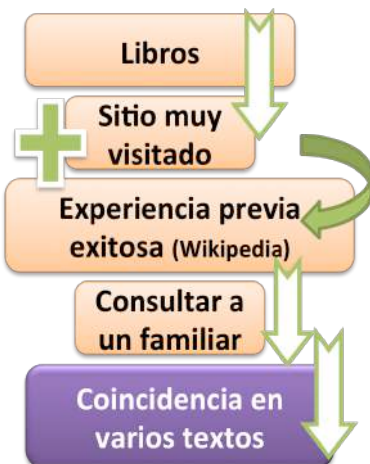 Libros
Sitio muy
visitado
Experiencia previa
exitosa (Wikipedia)
Consultar a
un familiar
Coincidencia en
varios textos